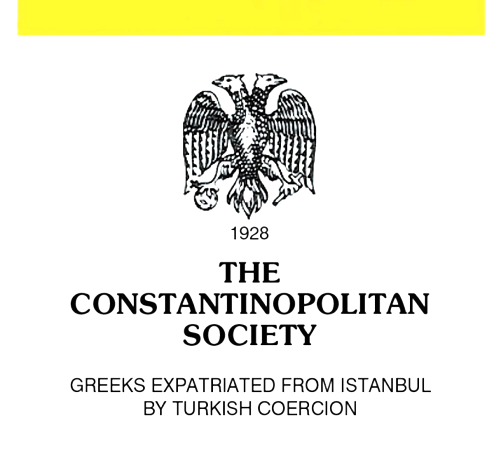 1928
THE
CONSTANTINOPOLITAN
SOCIETY
GREEKS EXPATRIATED FROM ISTANBUL
BY TURKISH COERCION